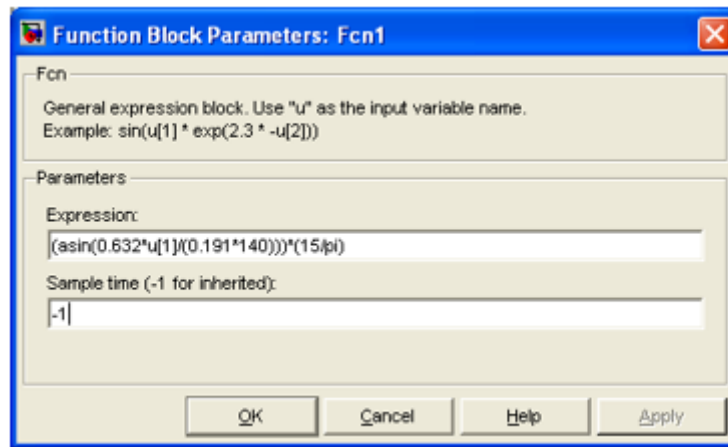 Function Block Parameters: Fcn1
Fcn
General expression block. Use "u" as the input variable name.
Example: sin(u[1] * exp(2.3 * -u[2]))
Parameters
Expression:
(asin(0.632*u[1]/(0.191*140)))*(15/pi)
Sample time (-1 for inherited):
-1
OK Cancel Help Apply